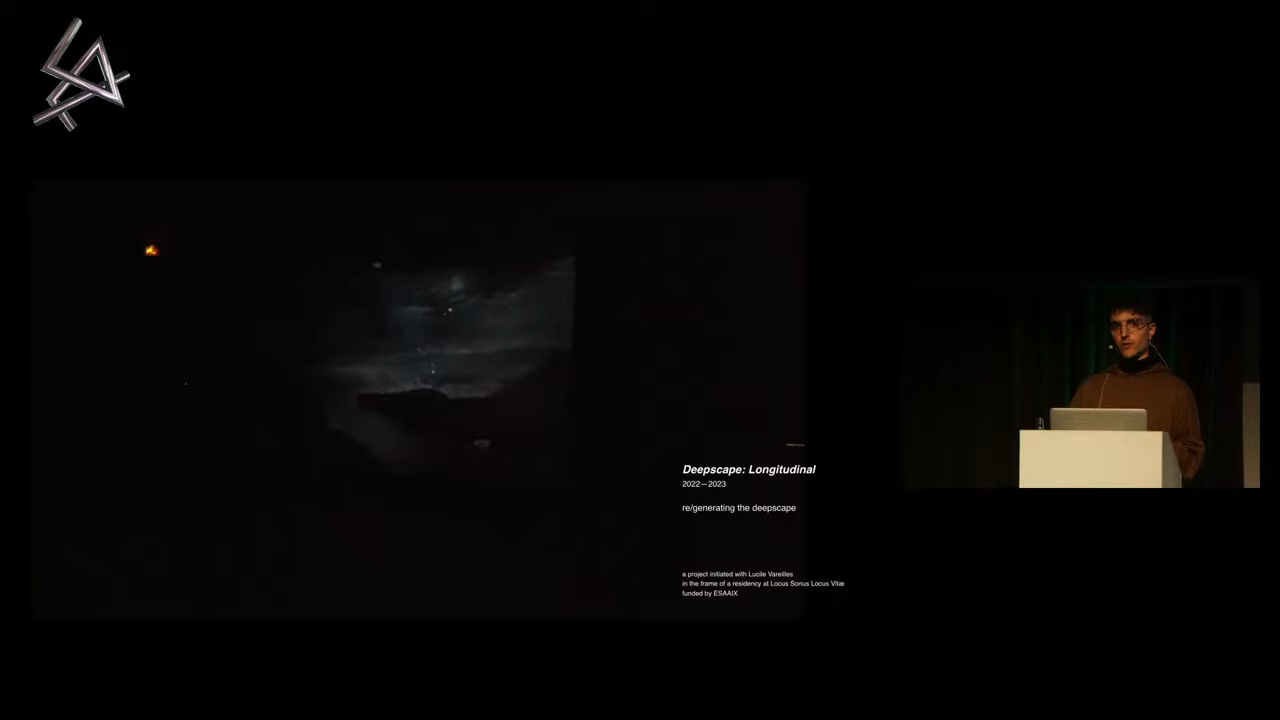 Deepscape: Longitudinal
2022—2023
re/generating the deepscape
a project initiated with Lucile Vareilles
in the frame of a residency at Locus Sonus Locus Vitæ
funded by ESAAIX